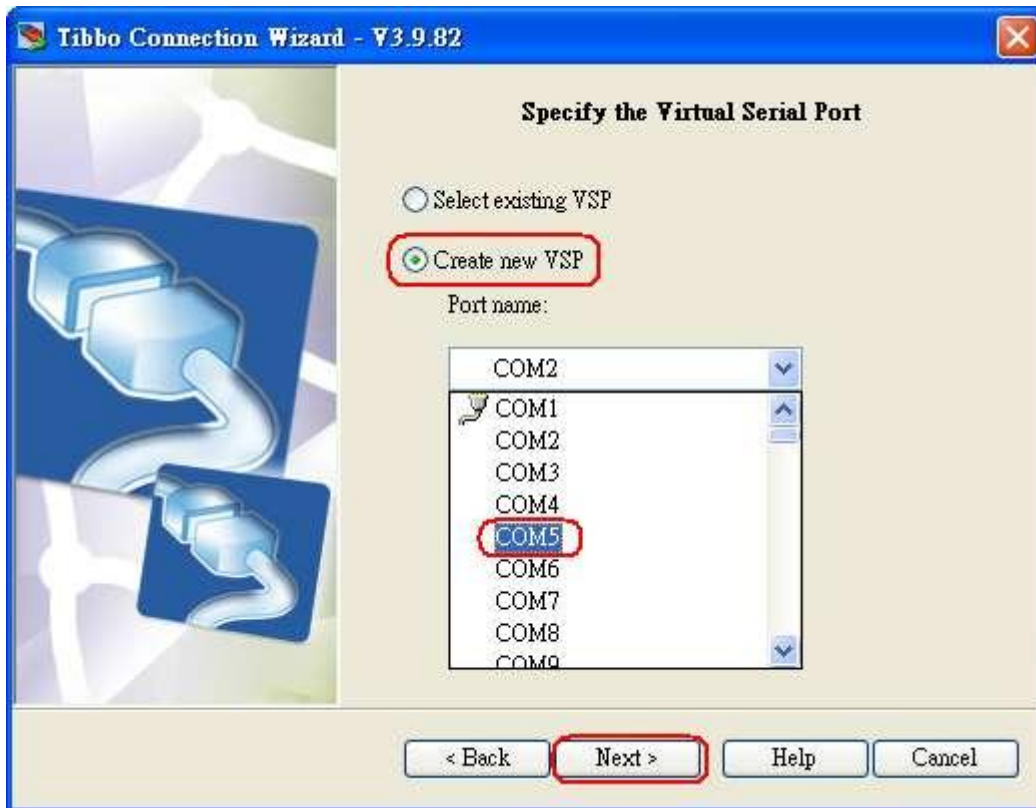 Tibbo Connection Wizard - V3.9.82
Specify the Virtual Serial Port
Select existing VSP
Create new VSP
Port name:
COM2
COM1
COM2
COM3
COM4
COM5
COM6
COM7
COM8
COM9
< Back Next > Help Cancel